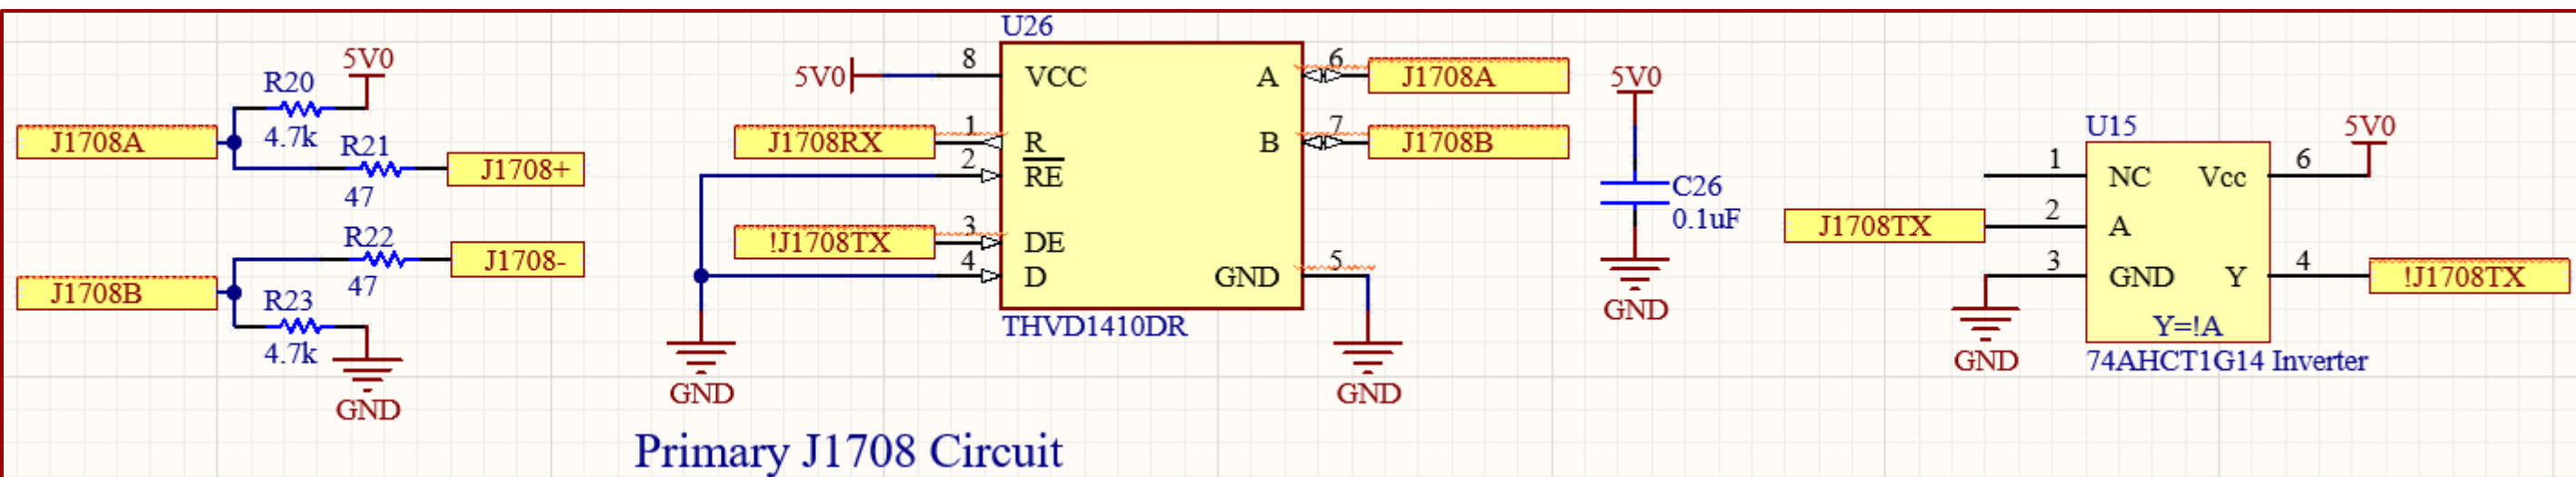 5V0
R20
4.7k
J1708A
R21
47
J1708+
R22
47
J1708-
J1708B
R23
4.7k
GND
U26
5V0
8
VCC
A
6
J1708A
J1708RX
1
R
B
7
J1708B
2
RE
!J1708TX
3
DE
4
D
GND
5
THVD1410DR
GND
GND
5V0
C26
0.1uF
GND
U15
5V0
1
NC
Vcc
6
J1708TX
2
A
3
GND
Y
4
!J1708TX
Y=!A
GND
74AHCT1G14 Inverter
Primary J1708 Circuit